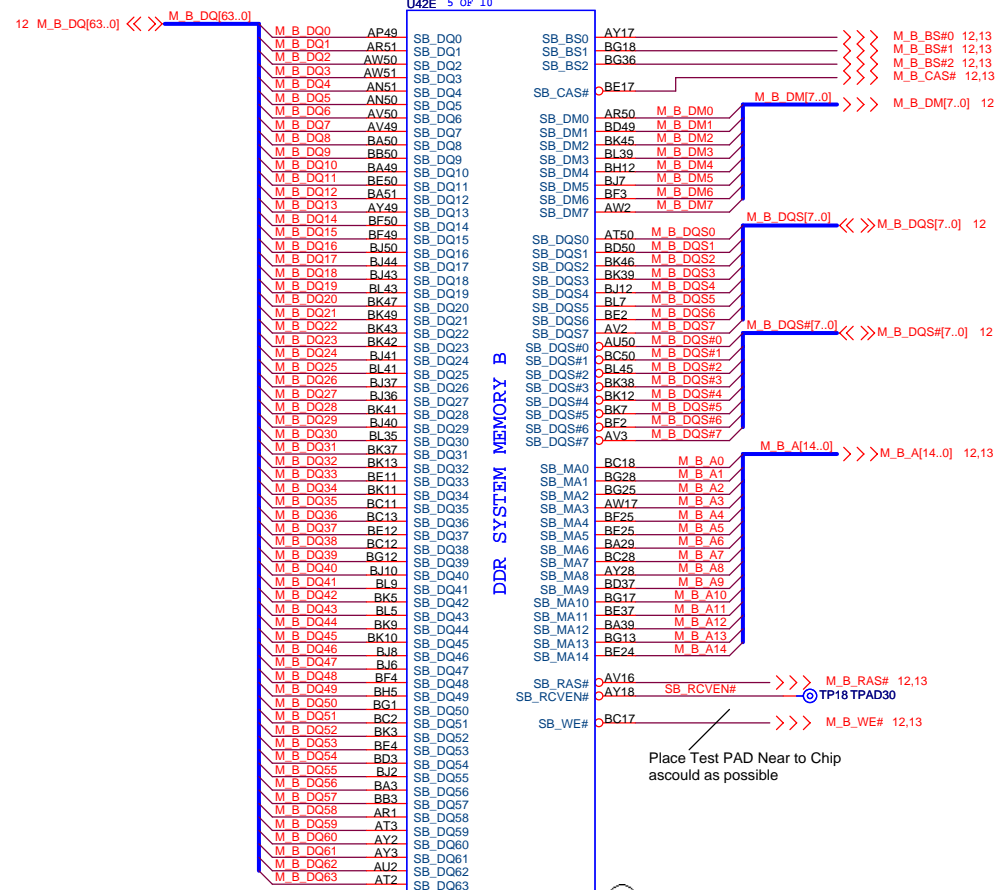 U42E 5 OF 10
12 M_B_DQ[63..0] M_B_DQ[63..0]
M_B_DQ0 AP49 SB_DQ0
M_B_DQ1 AR51 SB_DQ1
M_B_DQ2 AW50 SB_DQ2
M_B_DQ3 AW51 SB_DQ3
M_B_DQ4 AN51 SB_DQ4
M_B_DQ5 AN50 SB_DQ5
M_B_DQ6 AV50 SB_DQ6
M_B_DQ7 AV49 SB_DQ7
M_B_DQ8 BA50 SB_DQ8
M_B_DQ9 BB50 SB_DQ9
M_B_DQ10 BA49 SB_DQ10
M_B_DQ11 BE50 SB_DQ11
M_B_DQ12 BA51 SB_DQ12
M_B_DQ13 AY49 SB_DQ13
M_B_DQ14 BF50 SB_DQ14
M_B_DQ15 BF49 SB_DQ15
M_B_DQ16 BJ50 SB_DQ16
M_B_DQ17 BJ44 SB_DQ17
M_B_DQ18 BJ43 SB_DQ18
M_B_DQ19 BL43 SB_DQ19
M_B_DQ20 BK47 SB_DQ20
M_B_DQ21 BK49 SB_DQ21
M_B_DQ22 BK43 SB_DQ22
M_B_DQ23 BK42 SB_DQ23
M_B_DQ24 BJ41 SB_DQ24
M_B_DQ25 BL41 SB_DQ25
M_B_DQ26 BJ37 SB_DQ26
M_B_DQ27 BJ36 SB_DQ27
M_B_DQ28 BK41 SB_DQ28
M_B_DQ29 BJ40 SB_DQ29
M_B_DQ30 BL35 SB_DQ30
M_B_DQ31 BK37 SB_DQ31
M_B_DQ32 BK13 SB_DQ32
M_B_DQ33 BE11 SB_DQ33
M_B_DQ34 BK11 SB_DQ34
M_B_DQ35 BC11 SB_DQ35
M_B_DQ36 BC13 SB_DQ36
M_B_DQ37 BE12 SB_DQ37
M_B_DQ38 BC12 SB_DQ38
M_B_DQ39 BG12 SB_DQ39
M_B_DQ40 BJ10 SB_DQ40
M_B_DQ41 BL9 SB_DQ41
M_B_DQ42 BK5 SB_DQ42
M_B_DQ43 BL5 SB_DQ43
M_B_DQ44 BK9 SB_DQ44
M_B_DQ45 BK10 SB_DQ45
M_B_DQ46 BJ8 SB_DQ46
M_B_DQ47 BJ6 SB_DQ47
M_B_DQ48 BF4 SB_DQ48
M_B_DQ49 BH5 SB_DQ49
M_B_DQ50 BG1 SB_DQ50
M_B_DQ51 BC2 SB_DQ51
M_B_DQ52 BK3 SB_DQ52
M_B_DQ53 BE4 SB_DQ53
M_B_DQ54 BD3 SB_DQ54
M_B_DQ55 BJ2 SB_DQ55
M_B_DQ56 BA3 SB_DQ56
M_B_DQ57 BB3 SB_DQ57
M_B_DQ58 AR1 SB_DQ58
M_B_DQ59 AT3 SB_DQ59
M_B_DQ60 AY2 SB_DQ60
M_B_DQ61 AY3 SB_DQ61
M_B_DQ62 AU2 SB_DQ62
M_B_DQ63 AT2 SB_DQ63
DDR SYSTEM MEMORY B
SB_BS0 AY17 M_B_BS#0 12,13
SB_BS1 BG18 M_B_BS#1 12,13
SB_BS2 BG36 M_B_BS#2 12,13
SB_CAS# BE17 M_B_CAS# 12,13
M_B_DM[7..0] M_B_DM[7..0] 12
SB_DM0 AR50 M_B_DM0
SB_DM1 BD49 M_B_DM1
SB_DM2 BK45 M_B_DM2
SB_DM3 BL39 M_B_DM3
SB_DM4 BH12 M_B_DM4
SB_DM5 BJ7 M_B_DM5
SB_DM6 BF3 M_B_DM6
SB_DM7 AW2 M_B_DM7
M_B_DQS[7..0] M_B_DQS[7..0] 12
SB_DQS0 AT50 M_B_DQS0
SB_DQS1 BD50 M_B_DQS1
SB_DQS2 BK46 M_B_DQS2
SB_DQS3 BK39 M_B_DQS3
SB_DQS4 BJ12 M_B_DQS4
SB_DQS5 BL7 M_B_DQS5
SB_DQS6 BE2 M_B_DQS6
SB_DQS7 AV2 M_B_DQS7
M_B_DQS#[7..0] M_B_DQS#[7..0] 12
SB_DQS#0 AU50 M_B_DQS#0
SB_DQS#1 BC50 M_B_DQS#1
SB_DQS#2 BL45 M_B_DQS#2
SB_DQS#3 BK38 M_B_DQS#3
SB_DQS#4 BK12 M_B_DQS#4
SB_DQS#5 BK7 M_B_DQS#5
SB_DQS#6 BF2 M_B_DQS#6
SB_DQS#7 AV3 M_B_DQS#7
M_B_A[14..0] M_B_A[14..0] 12,13
SB_MA0 BC18 M_B_A0
SB_MA1 BG28 M_B_A1
SB_MA2 BG25 M_B_A2
SB_MA3 AW17 M_B_A3
SB_MA4 BF25 M_B_A4
SB_MA5 BE25 M_B_A5
SB_MA6 BA29 M_B_A6
SB_MA7 BC28 M_B_A7
SB_MA8 AY28 M_B_A8
SB_MA9 BD37 M_B_A9
SB_MA10 BG17 M_B_A10
SB_MA11 BE37 M_B_A11
SB_MA12 BA39 M_B_A12
SB_MA13 BG13 M_B_A13
SB_MA14 BE24 M_B_A14
SB_RAS# AV16 M_B_RAS# 12,13
SB_RCVEN# AY18 SB_RCVEN# TP18 TPAD30
SB_WE# BC17 M_B_WE# 12,13
Place Test PAD Near to Chip
ascould as possible